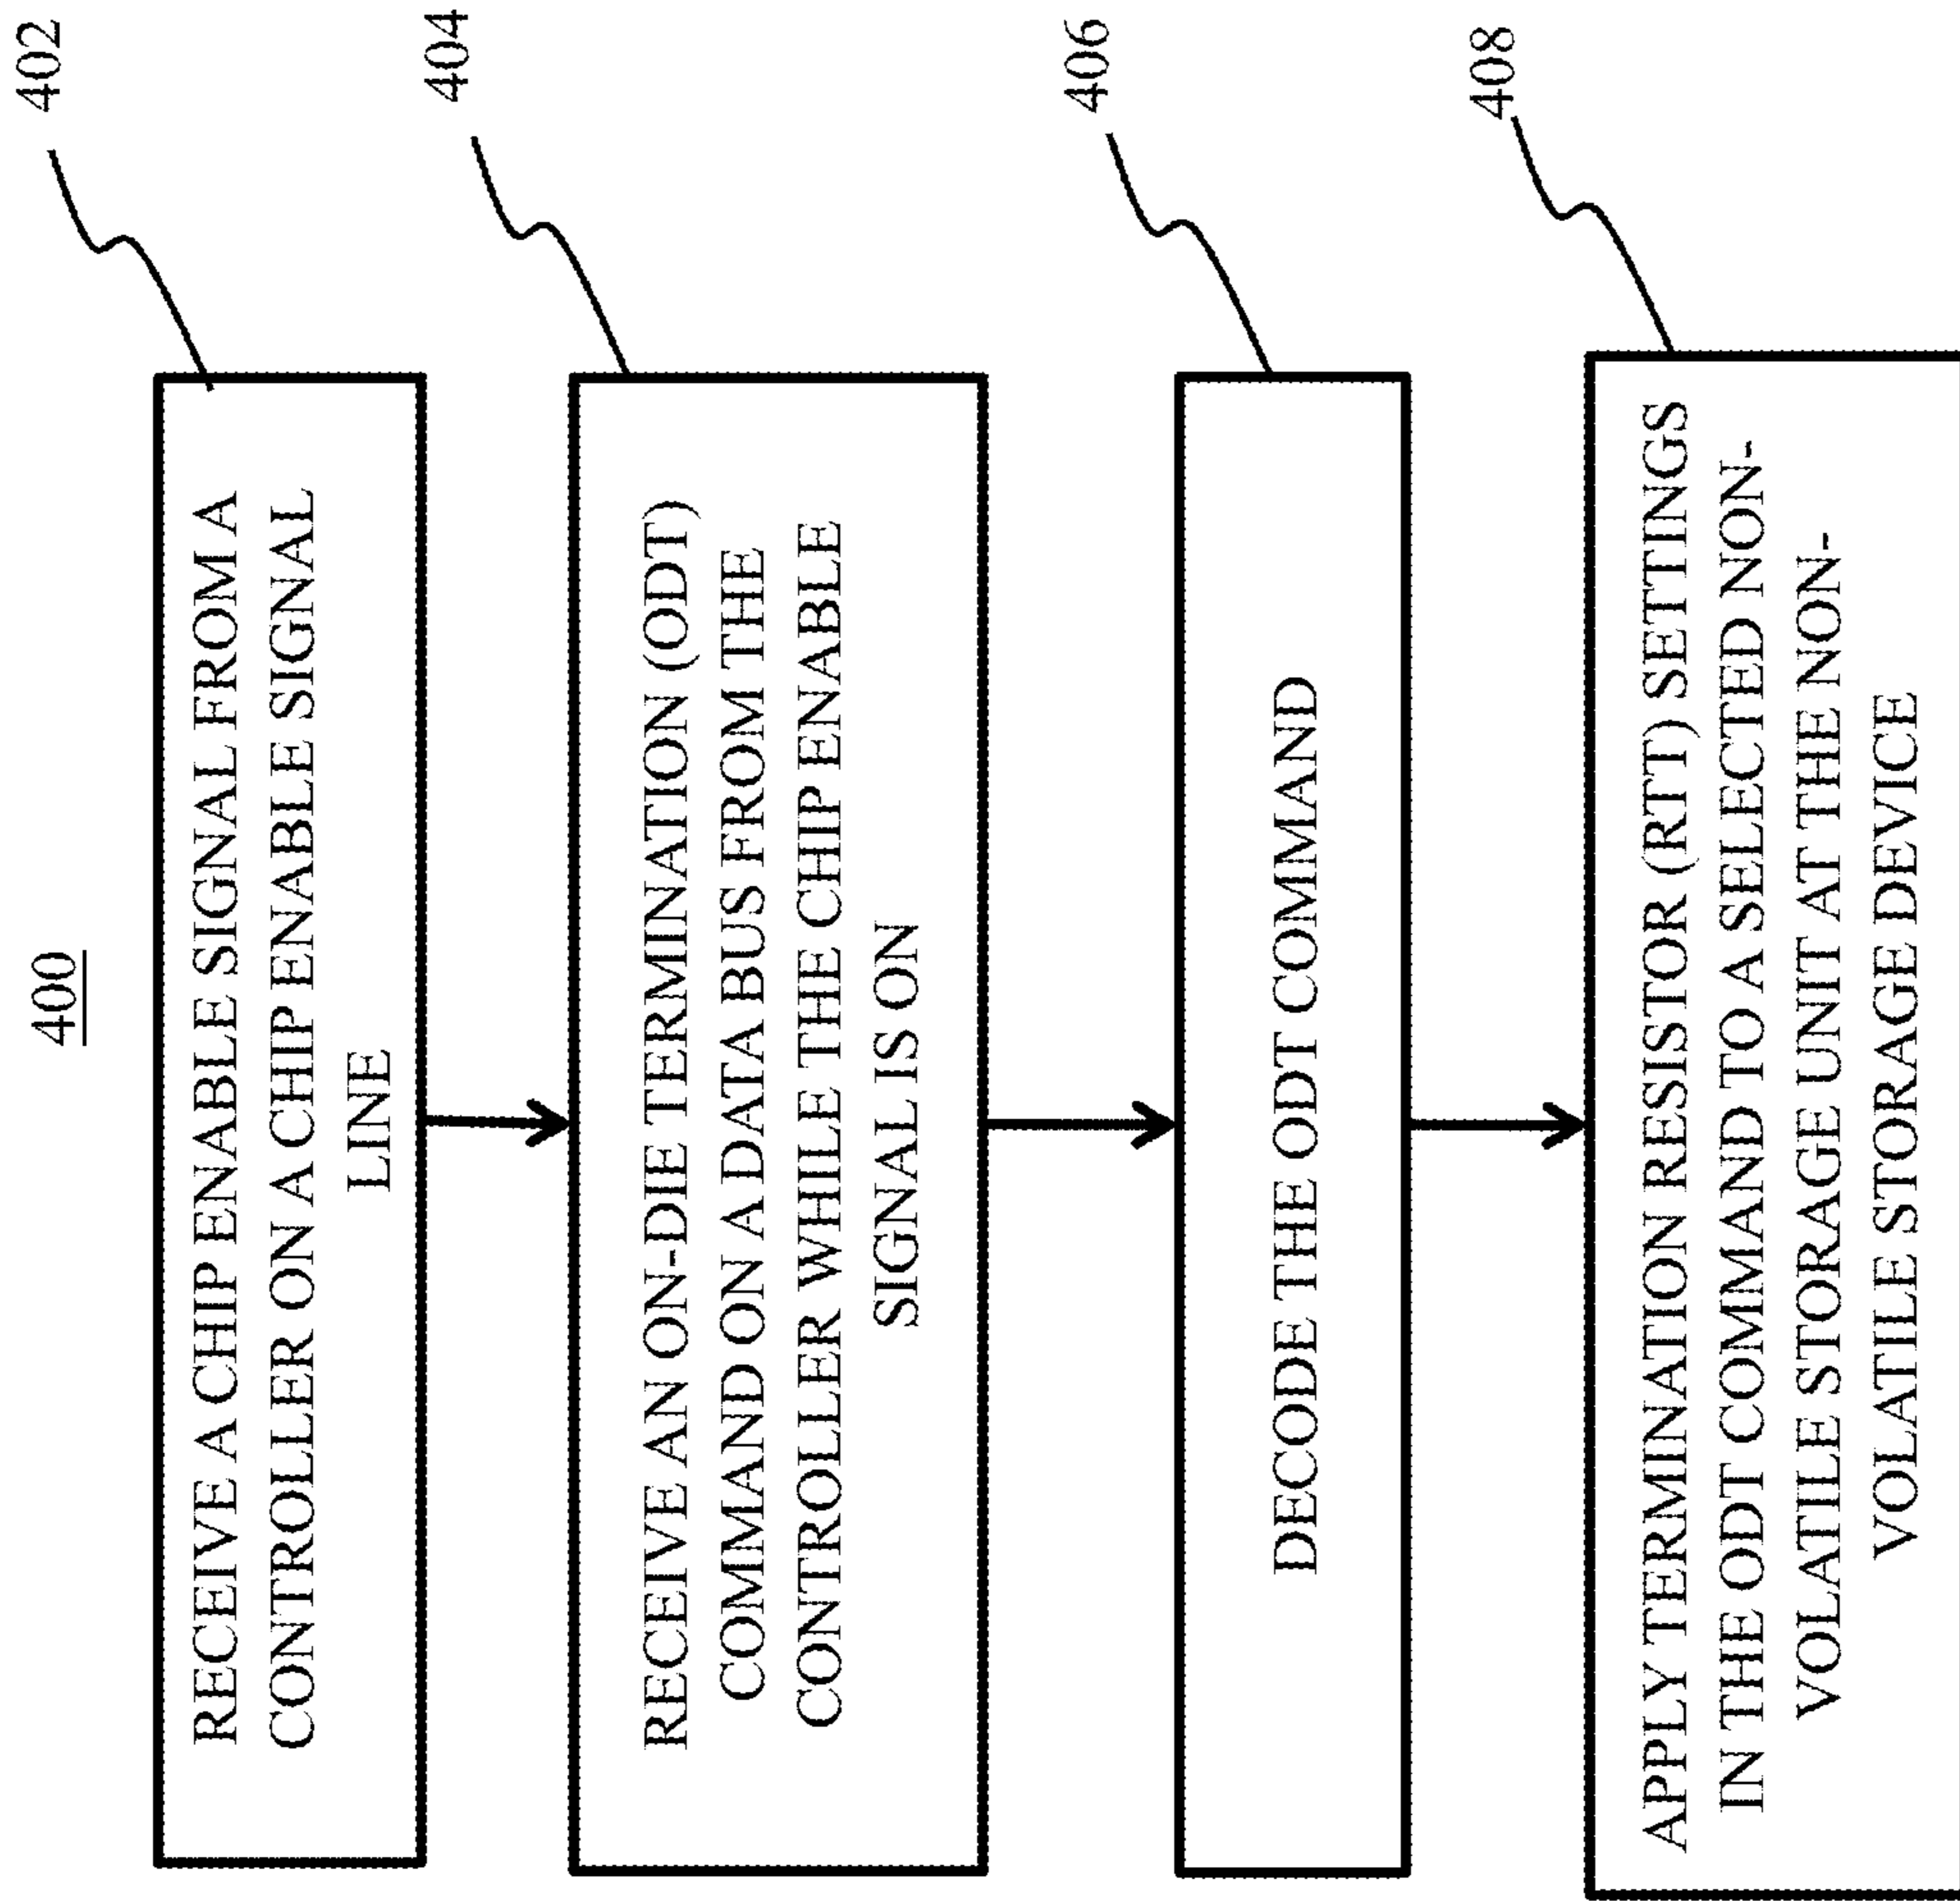 400
402
RECEIVE A CHIP ENABLE SIGNAL FROM A
CONTROLLER ON A CHIP ENABLE SIGNAL
LINE
404
RECEIVE AN ON-DIE TERMINATION (ODT)
COMMAND ON A DATA BUS FROM THE
CONTROLLER WHILE THE CHIP ENABLE
SIGNAL IS ON
406
DECODE THE ODT COMMAND
408
APPLY TERMINATION RESISTOR (RTT) SETTINGS
IN THE ODT COMMAND TO A SELECTED NON-
VOLATILE STORAGE UNIT AT THE NON-
VOLATILE STORAGE DEVICE